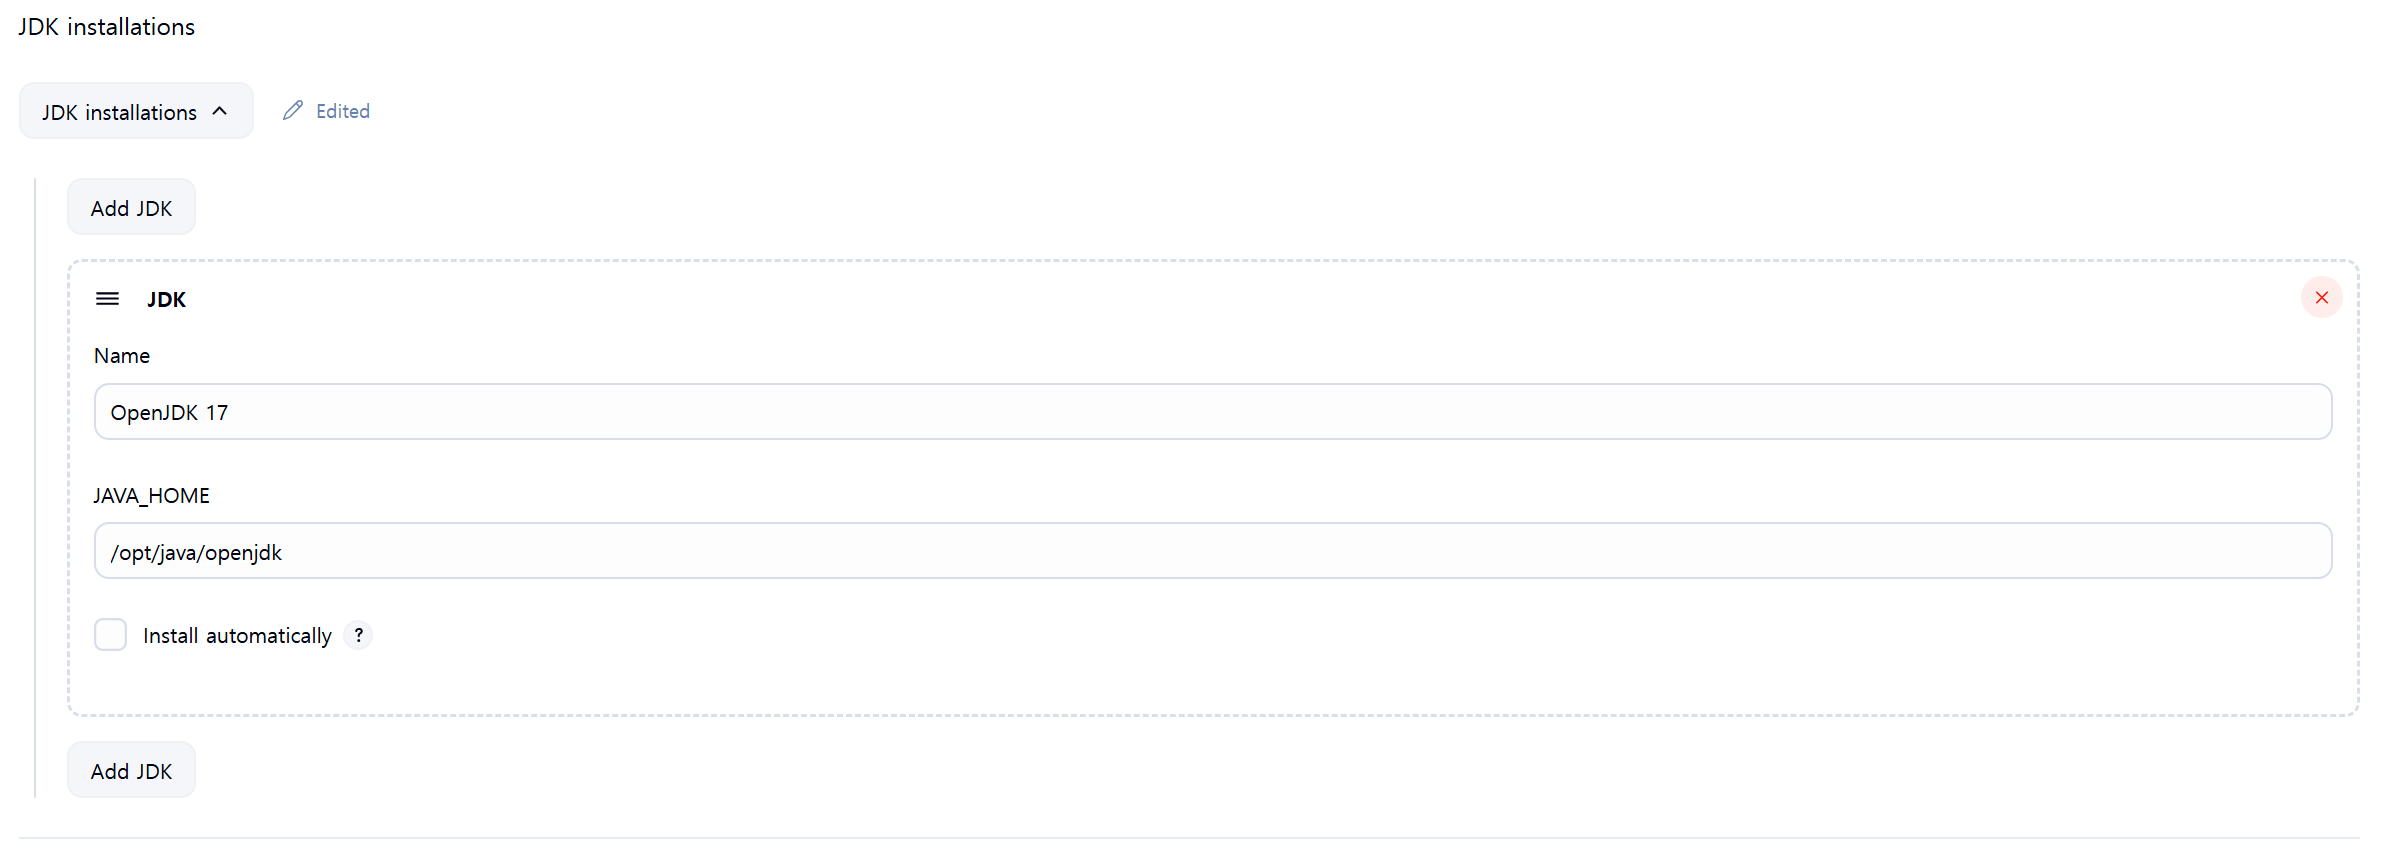 JDK installations
JDK installations
Edited
Add JDK
JDK
Name
OpenJDK 17
JAVA_HOME
/opt/java/openjdk
Install automatically ?
Add JDK